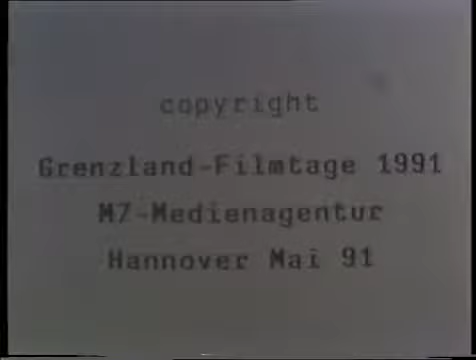 copyright
Grenzland-Filmtage 1991
M7-Medienagentur
Hannover Mai 91